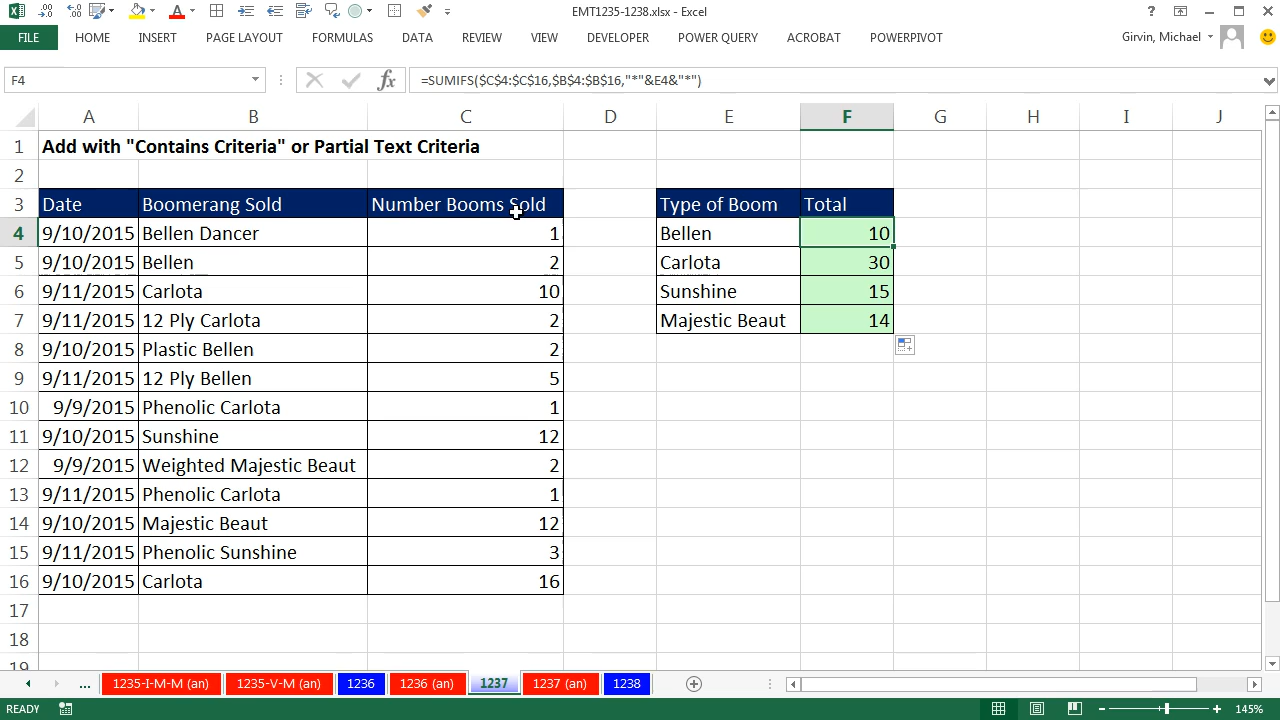 EMT1235-1238.xlsx - Excel
FILE HOME INSERT PAGE LAYOUT FORMULAS DATA REVIEW VIEW DEVELOPER POWER QUERY ACROBAT POWERPIVOT Girvin, Michael
F4 fx =SUMIFS($C$4:$C$16,$B$4:$B$16,"*"&E4&"*")
A B C D E F G H I J
1 Add with "Contains Criteria" or Partial Text Criteria
2
3 Date Boomerang Sold Number Booms Sold Type of Boom Total
4 9/10/2015 Bellen Dancer 1 Bellen 10
5 9/10/2015 Bellen 2 Carlota 30
6 9/11/2015 Carlota 10 Sunshine 15
7 9/11/2015 12 Ply Carlota 2 Majestic Beaut 14
8 9/10/2015 Plastic Bellen 2
9 9/11/2015 12 Ply Bellen 5
10 9/9/2015 Phenolic Carlota 1
11 9/10/2015 Sunshine 12
12 9/9/2015 Weighted Majestic Beaut 2
13 9/11/2015 Phenolic Carlota 1
14 9/10/2015 Majestic Beaut 12
15 9/11/2015 Phenolic Sunshine 3
16 9/10/2015 Carlota 16
17
18
19
... 1235-I-M-M (an) 1235-V-M (an) 1236 1236 (an) 1237 1237 (an) 1238
READY 145%